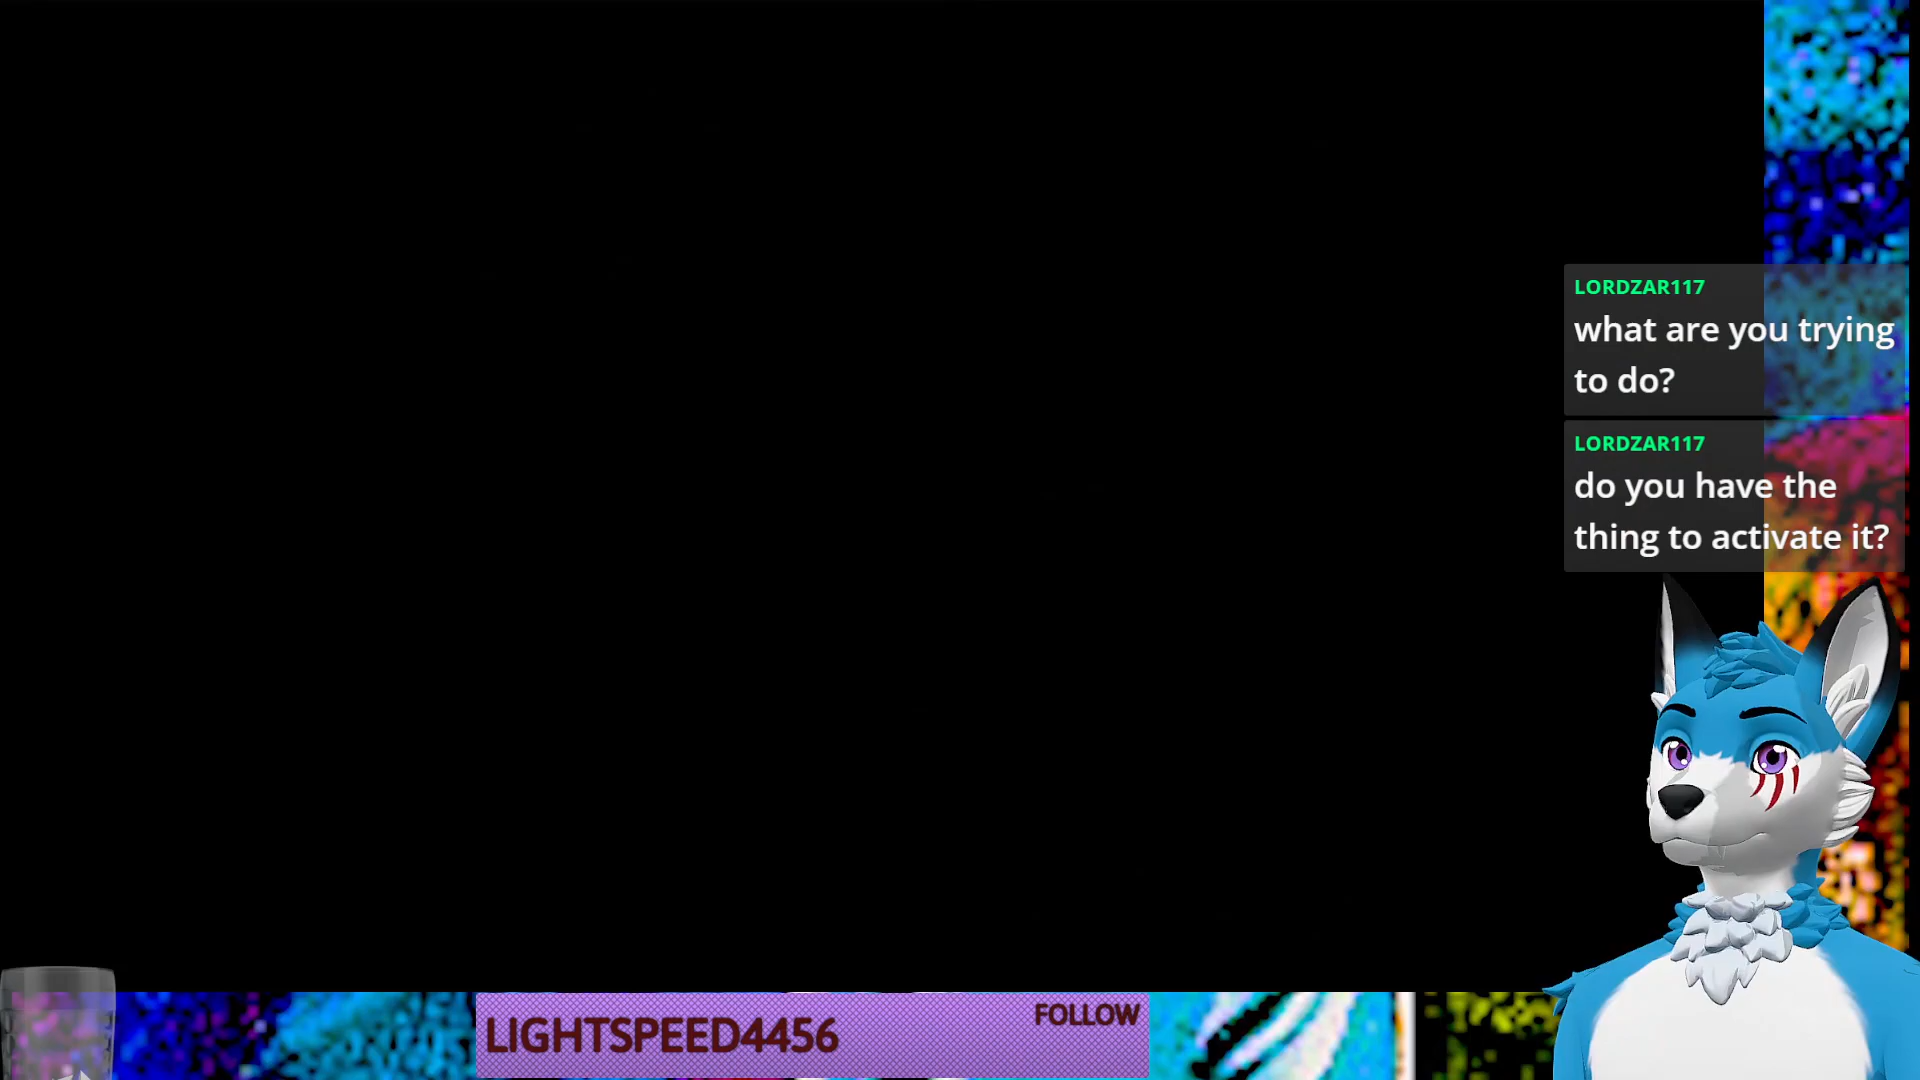 LORDZAR117
what are you trying
to do?
LORDZAR117
do you have the
thing to activate it?
LIGHTSPEED4456
FOLLOW